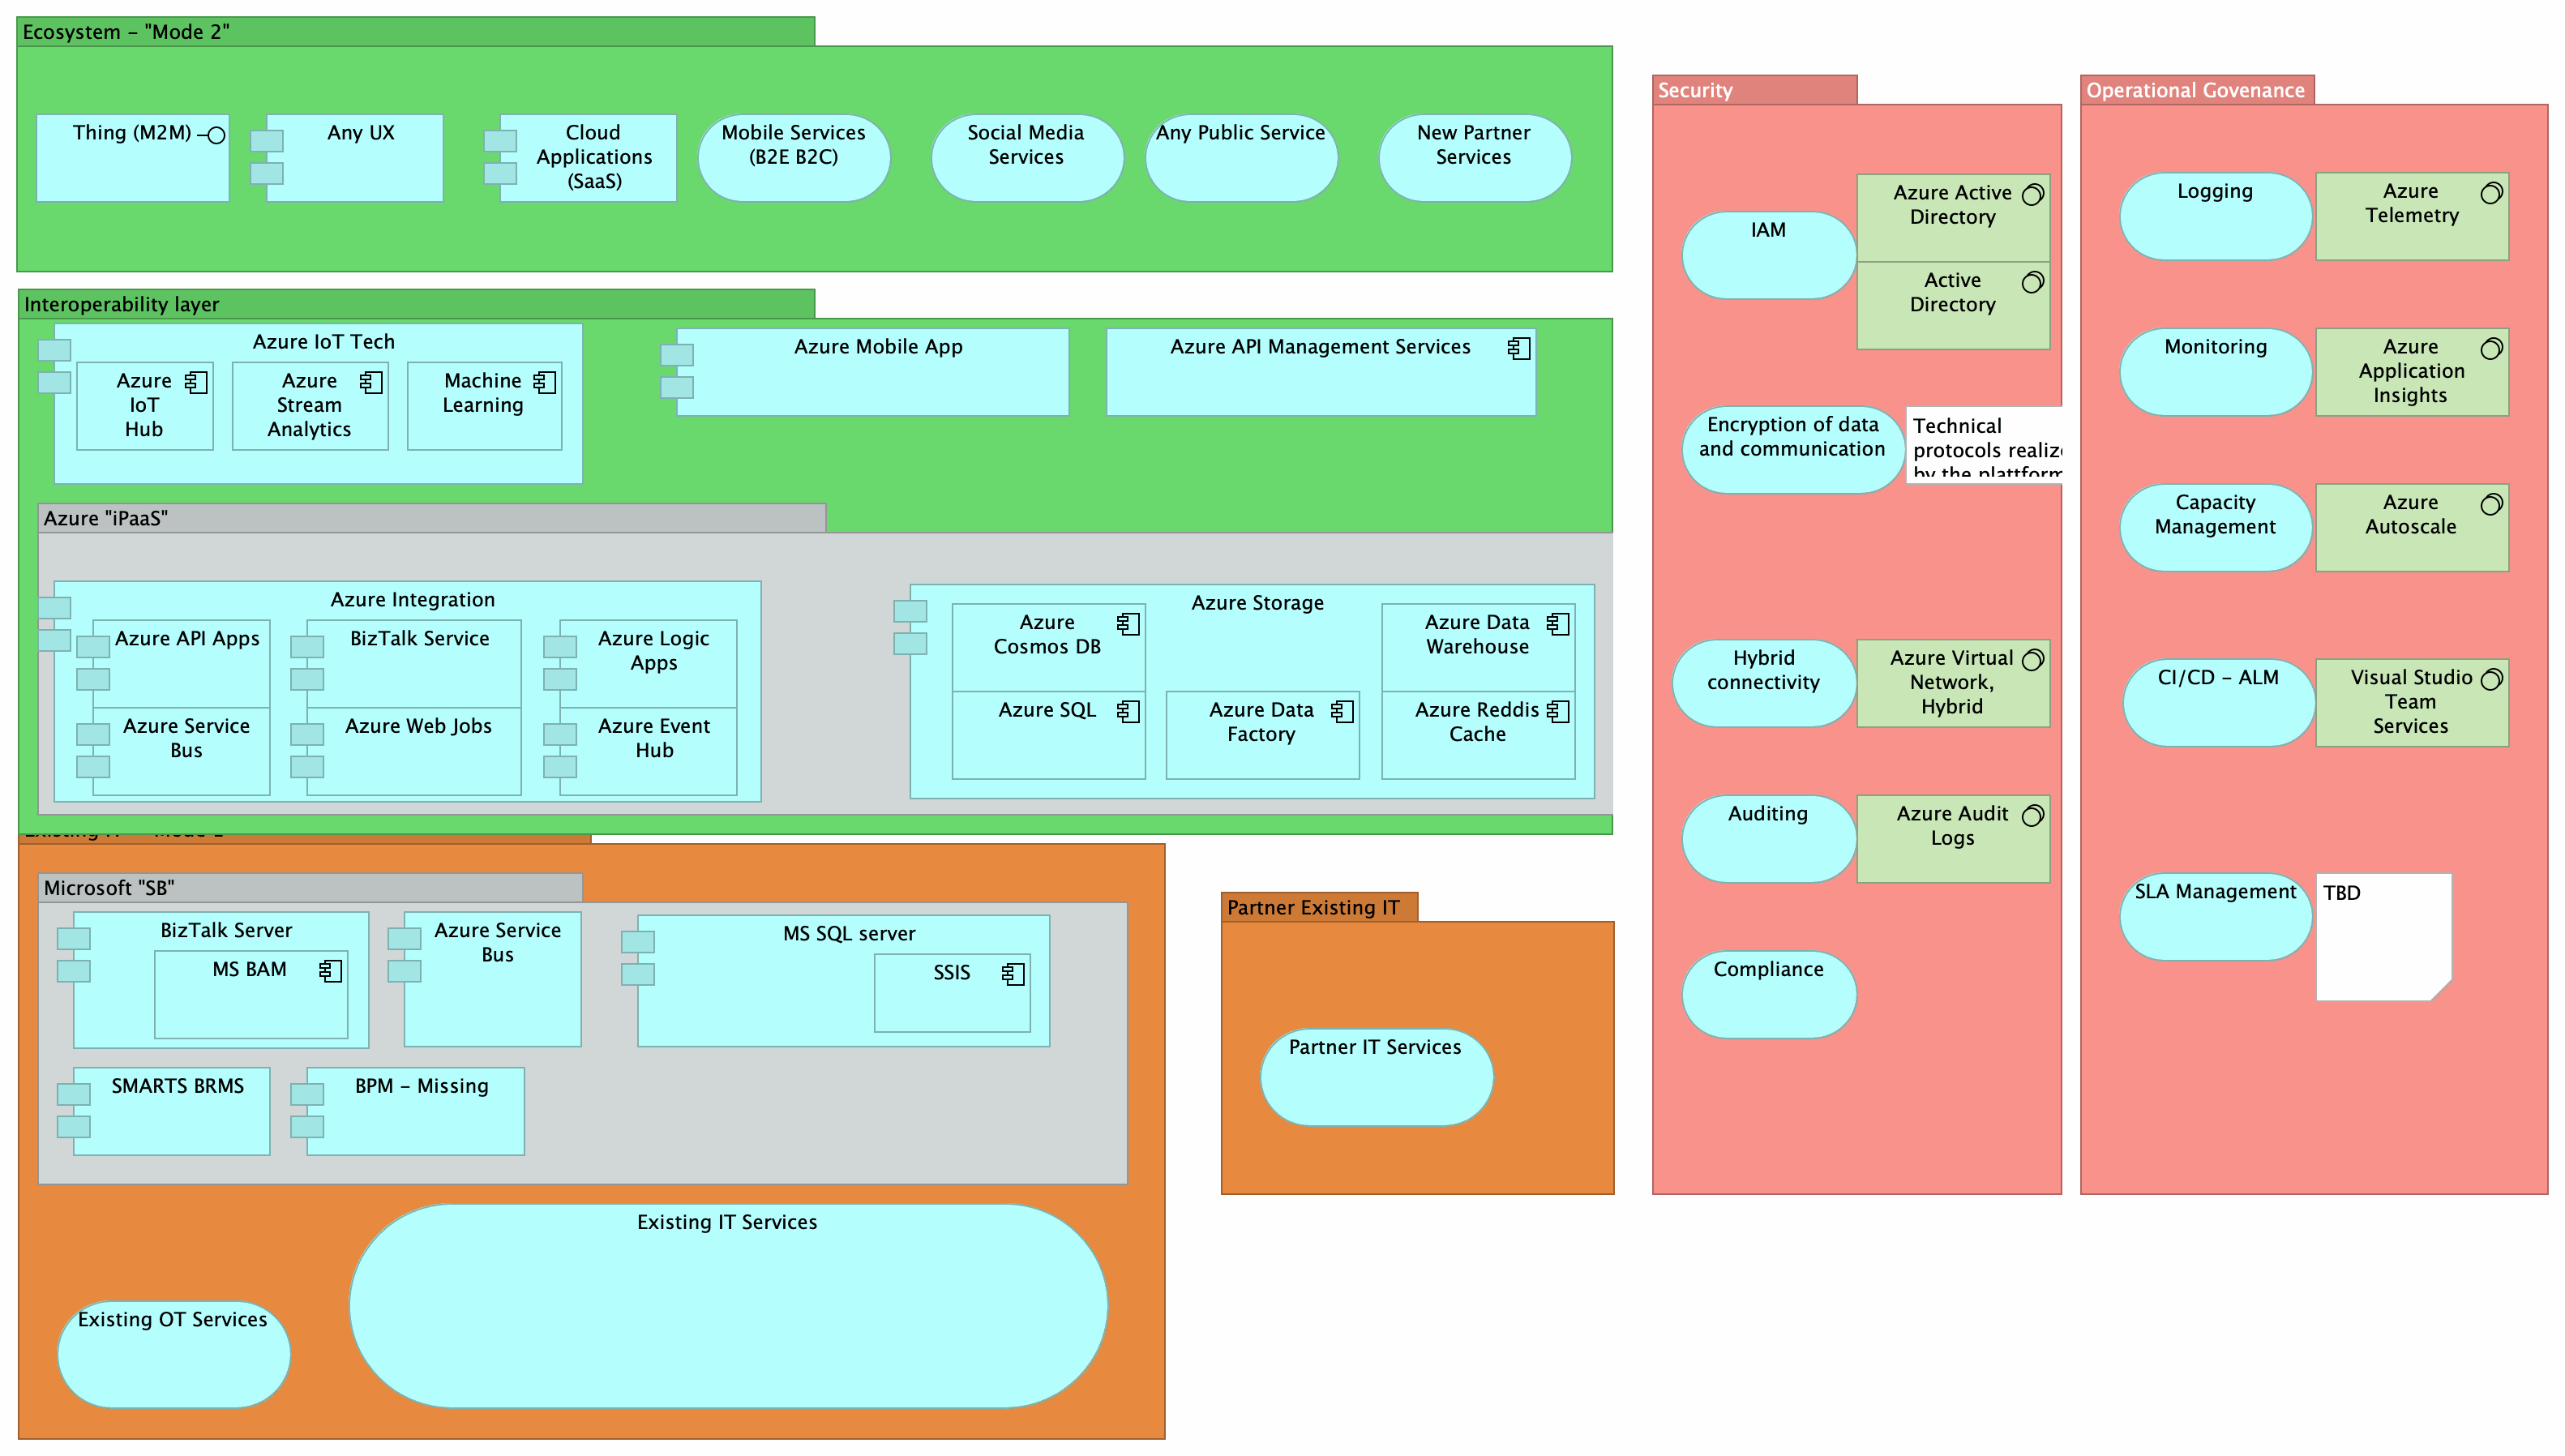 Ecosystem – "Mode 2"
Thing (M2M)
Any UX
Cloud
Applications
(SaaS)
Mobile Services
(B2E B2C)
Social Media
Services
Any Public Service
New Partner
Services
Interoperability layer
Azure IoT Tech
Azure
IoT
Hub
Azure
Stream
Analytics
Machine
Learning
Azure Mobile App
Azure API Management Services
Azure "iPaaS"
Azure Integration
Azure API Apps
BizTalk Service
Azure Logic
Apps
Azure Service
Bus
Azure Web Jobs
Azure Event
Hub
Azure Storage
Azure
Cosmos DB
Azure Data
Warehouse
Azure SQL
Azure Data
Factory
Azure Reddis
Cache
Microsoft "SB"
BizTalk Server
MS BAM
Azure Service
Bus
MS SQL server
SSIS
SMARTS BRMS
BPM – Missing
Existing IT Services
Existing OT Services
Partner Existing IT
Partner IT Services
Security
IAM
Azure Active
Directory
Active
Directory
Encryption of data
and communication
Technical
protocols realize
by the plattform
Hybrid
connectivity
Azure Virtual
Network,
Hybrid
Auditing
Azure Audit
Logs
Compliance
Operational Govenance
Logging
Azure
Telemetry
Monitoring
Azure
Application
Insights
Capacity
Management
Azure
Autoscale
CI/CD – ALM
Visual Studio
Team
Services
SLA Management
TBD